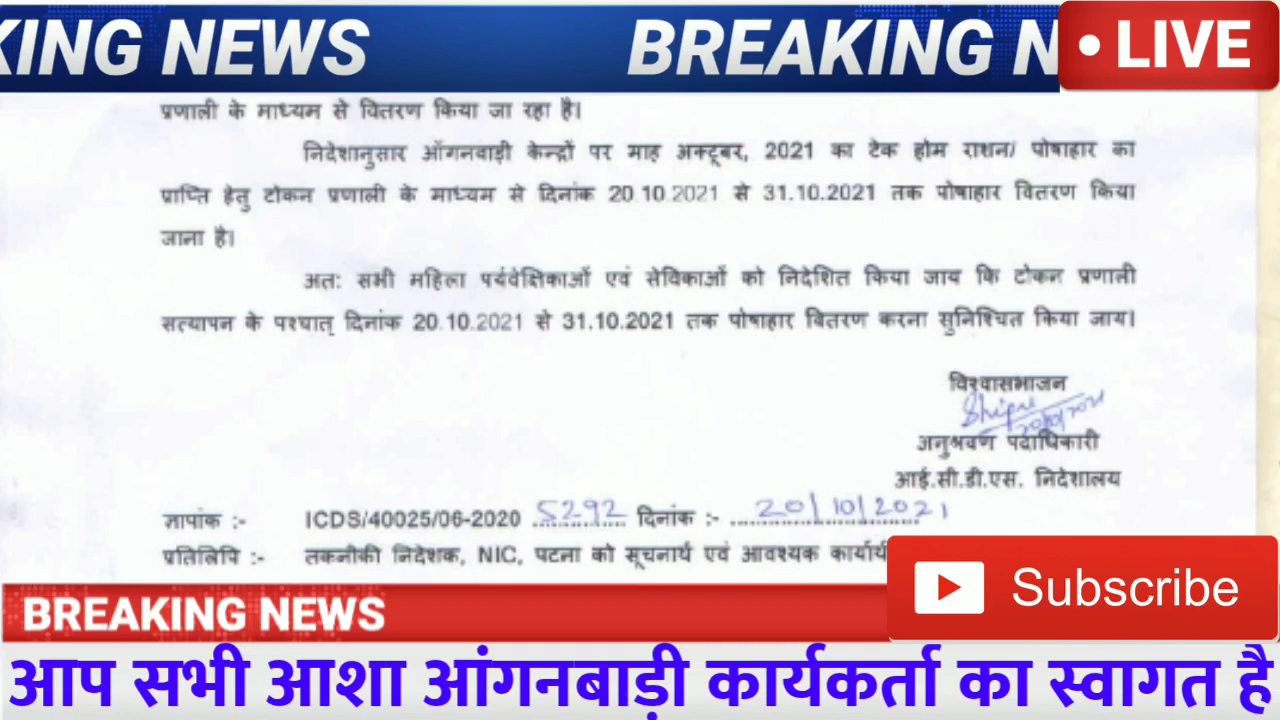 KING NEWS BREAKING N
LIVE
प्रणाली के माध्यम से वितरण किया जा रहा है।
निदेशानुसार आँगनवाड़ी केन्द्रों पर माह अक्टूबर, 2021 का टेक होम राशन/ पोषाहार का
प्राप्ति हेतु टोकन प्रणाली के माध्यम से दिनांक 20.10.2021 से 31.10.2021 तक पोषाहार वितरण किया
जाना है।
अतः सभी महिला पर्यवेक्षिकाओं एवं सेविकाओं को निदेशित किया जाय कि टोकन प्रणाली
सत्यापन के पश्चात् दिनांक 20.10.2021 से 31.10.2021 तक पोषाहार वितरण करना सुनिश्चित किया जाय।
विश्वासभाजन
अनुश्रवण पदाधिकारी
आई.सी.डी.एस. निदेशालय
ज्ञापांक :- ICDS/40025/06-2020 5292 दिनांक :- 20/10/2021
प्रतिलिपि :- तकनीकी निदेशक, NIC, पटना को सूचनार्थ एवं आवश्यक
Subscribe
BREAKING NEWS
आप सभी आशा आंगनबाड़ी कार्यकर्ता का स्वागत है